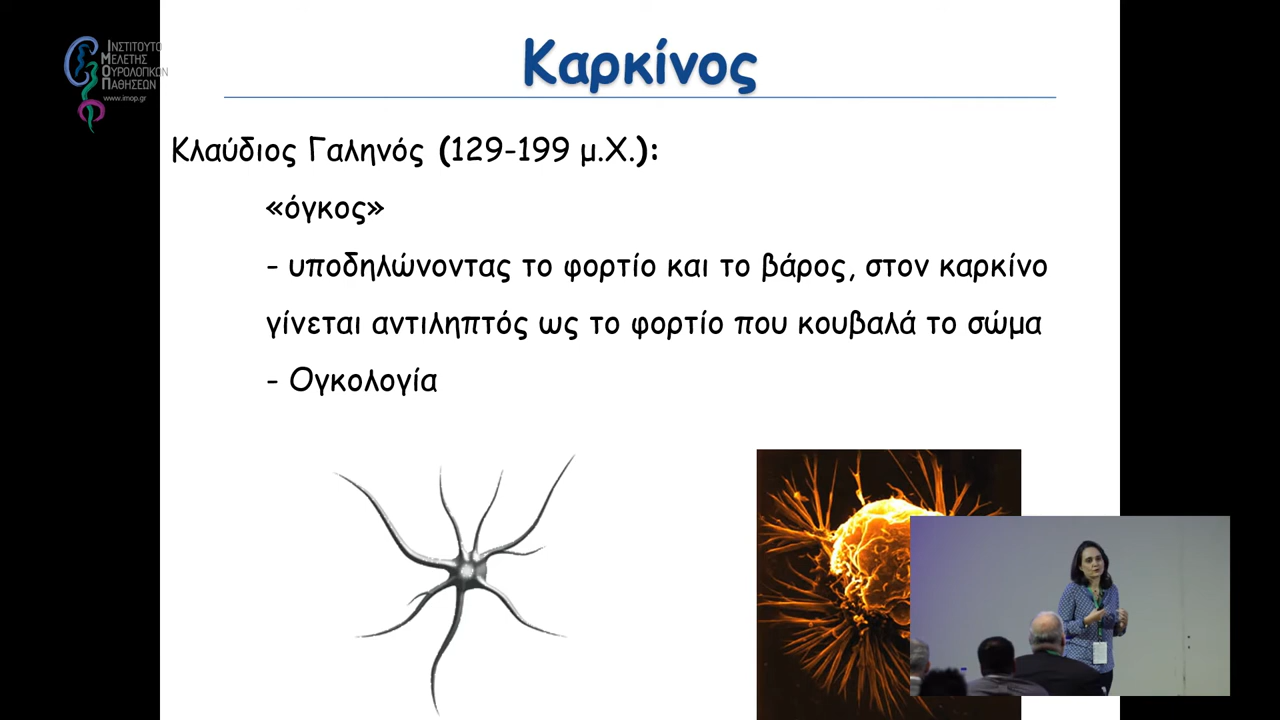 ΙΝΣΤΙΤΟΥΤΟ
ΜΕΛΕΤΗΣ
ΟΥΡΟΛΟΓΙΚΩΝ
ΠΑΘΗΣΕΩΝ
www.imop.gr
Καρκίνος
Κλαύδιος Γαληνός (129-199 μ.Χ.):
«όγκος»
- υποδηλώνοντας το φορτίο και το βάρος, στον καρκίνο
γίνεται αντιληπτός ως το φορτίο που κουβαλά το σώμα
- Ογκολογία